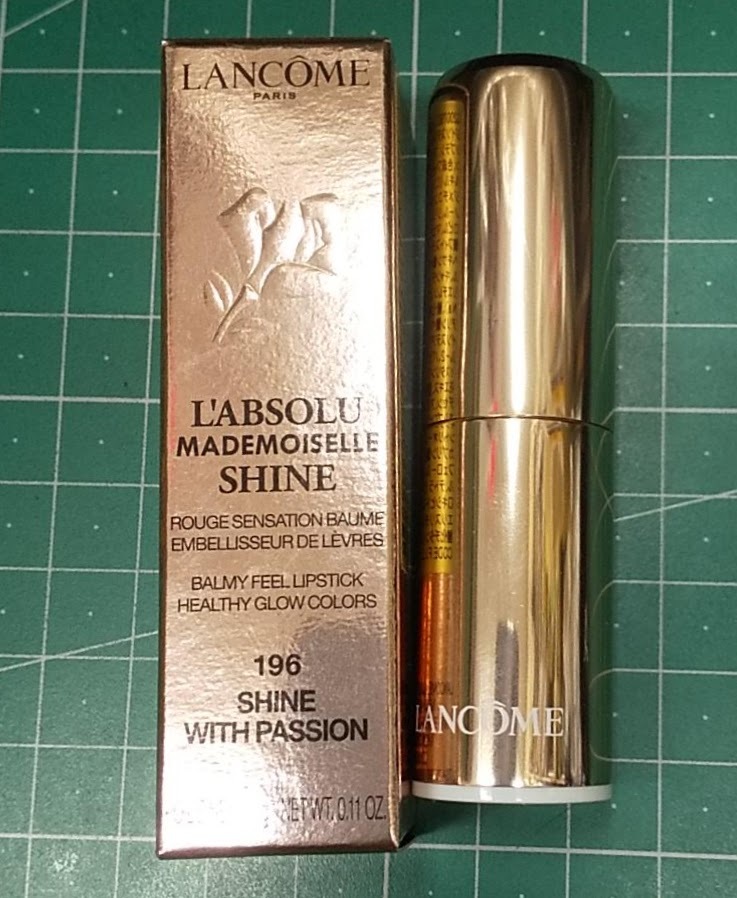 LANCÔME
PARIS
L'ABSOLU
MADEMOISELLE
SHINE
ROUGE SENSATION BAUME
EMBELLISSEUR DE LÈVRES
BALMY FEEL LIPSTICK
HEALTHY GLOW COLORS
196
SHINE
WITH PASSION
NET WT. 0.11 OZ.
LANCÔME